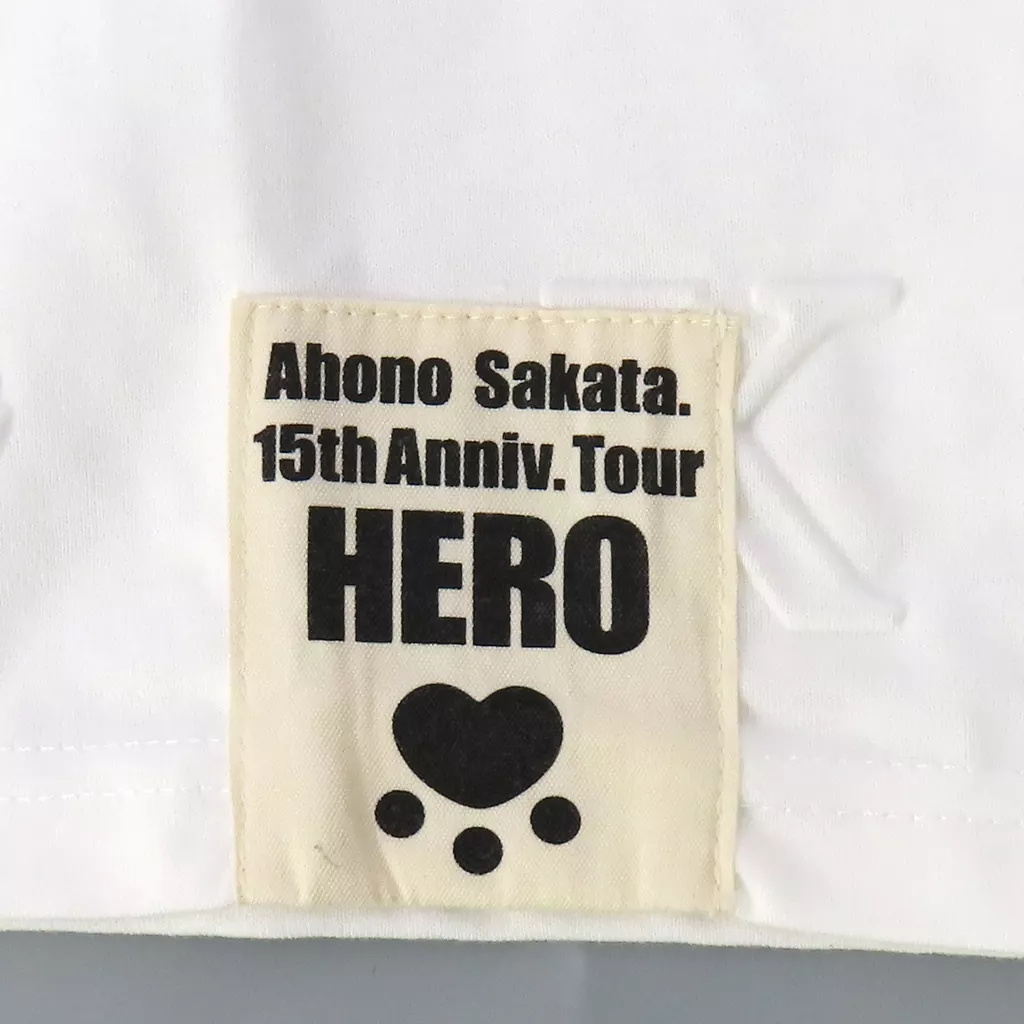 Ahono Sakata.
15th Anniv. Tour
HERO
K